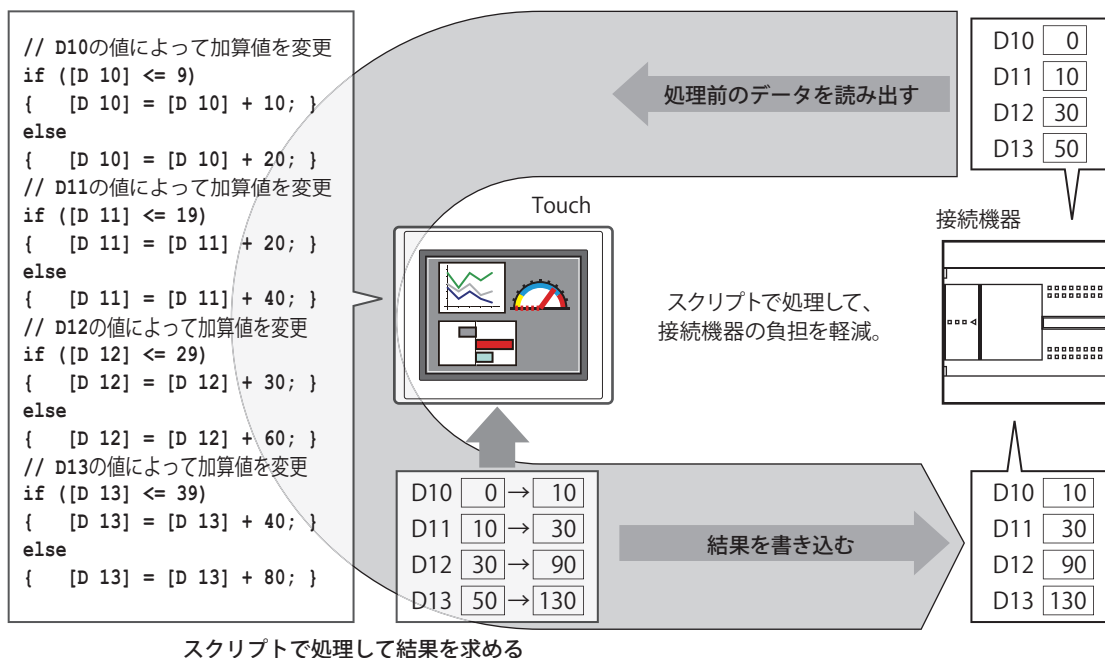 // D10の値によって加算値を変更
if ([D 10] <= 9)
{   [D 10] = [D 10] + 10; }
else
{   [D 10] = [D 10] + 20; }
// D11の値によって加算値を変更
if ([D 11] <= 19)
{   [D 11] = [D 11] + 20; }
else
{   [D 11] = [D 11] + 40; }
// D12の値によって加算値を変更
if ([D 12] <= 29)
{   [D 12] = [D 12] + 30; }
else
{   [D 12] = [D 12] + 60; }
// D13の値によって加算値を変更
if ([D 13] <= 39)
{   [D 13] = [D 13] + 40; }
else
{   [D 13] = [D 13] + 80; }
処理前のデータを読み出す
D10 0
D11 10
D12 30
D13 50
Touch
接続機器
スクリプトで処理して、
接続機器の負担を軽減。
D10 0→10
D11 10→30
D12 30→90
D13 50→130
結果を書き込む
D10 10
D11 30
D12 90
D13 130
スクリプトで処理して結果を求める